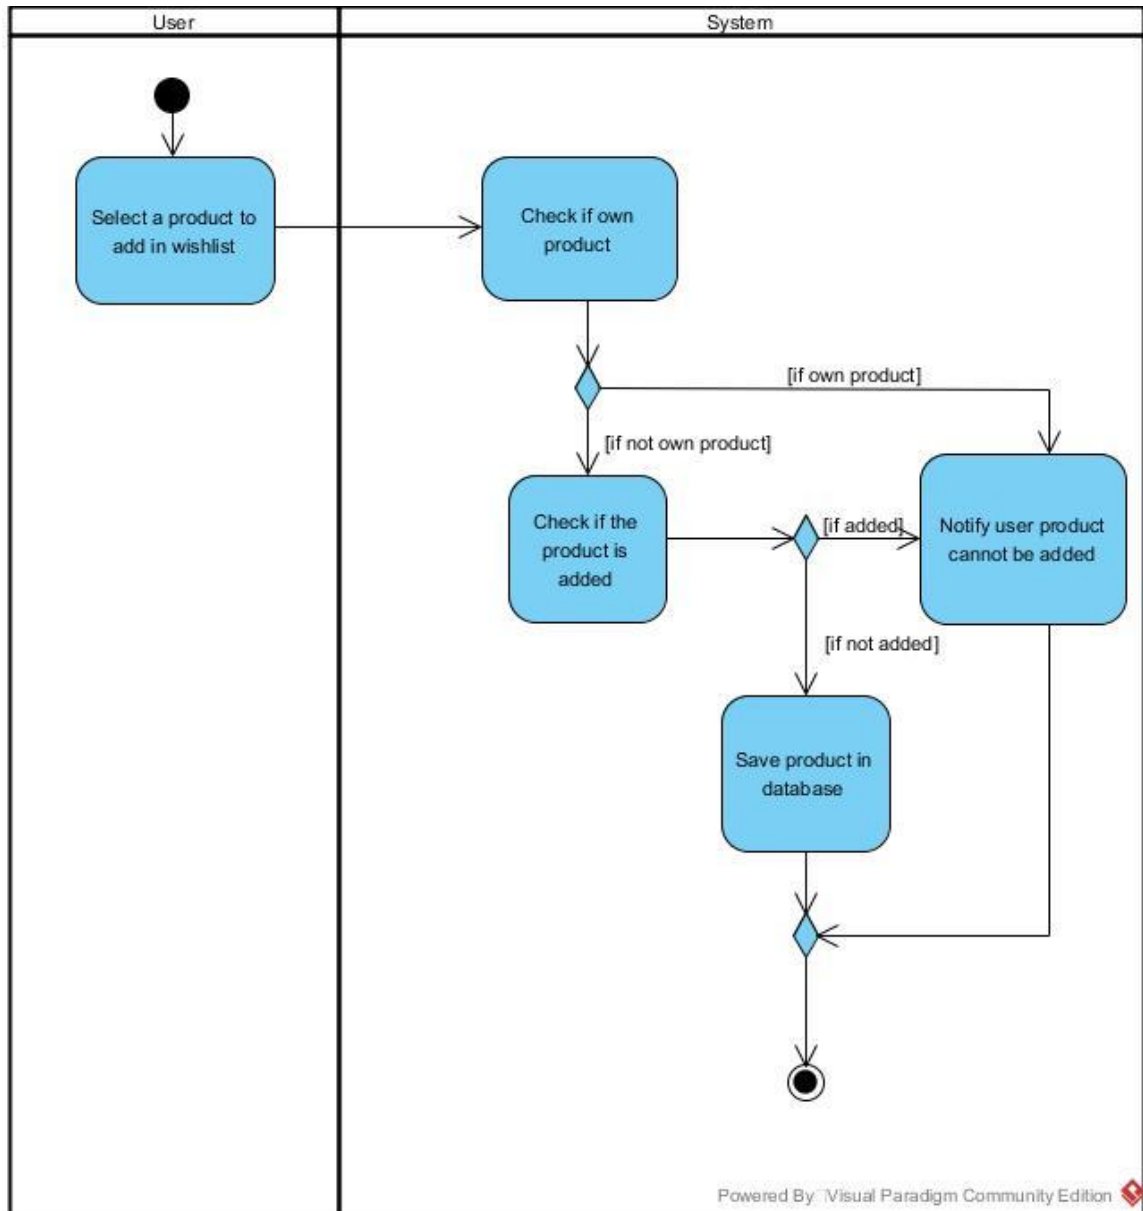 User
System
Select a product to
add in wishlist
Check if own
product
[if own product]
[if not own product]
Check if the
product is
added
[if added]
Notify user product
cannot be added
[if not added]
Save product in
database
Powered By Visual Paradigm Community Edition